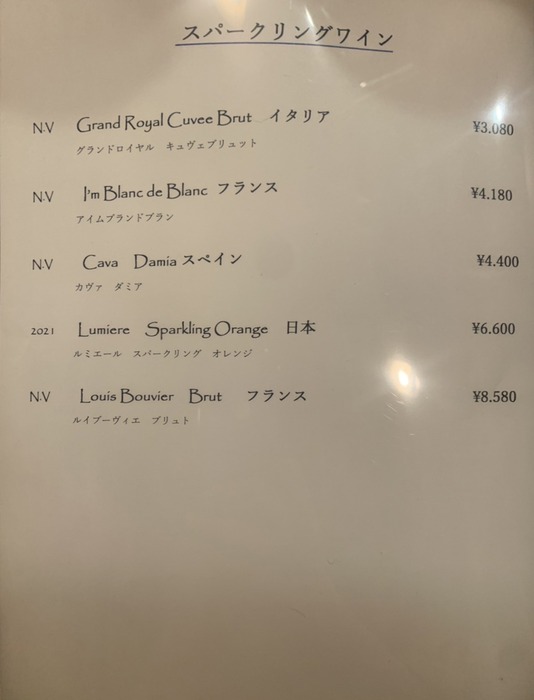 スパークリングワイン
N.V Grand Royal Cuvee Brut イタリア ¥3.080
グランドロイヤル キュヴェブリュット
N.V I'm Blanc de Blanc フランス ¥4.180
アイムブランドブラン
N.V Cava Damia スペイン ¥4.400
カヴァ ダミア
2021 Lumiere Sparkling Orange 日本 ¥6.600
ルミエール スパークリング オレンジ
N.V Louis Bouvier Brut フランス ¥8.580
ルイブーヴィエ ブリュト